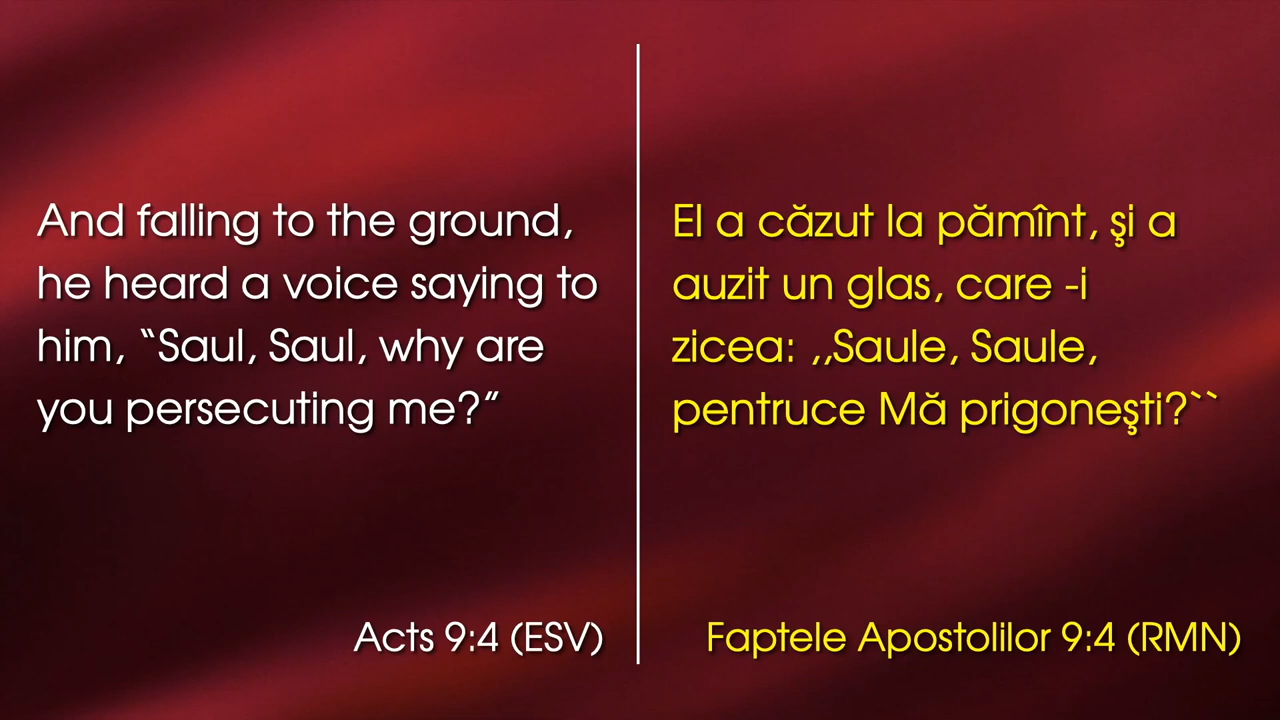 And falling to the ground,
he heard a voice saying to
him, “Saul, Saul, why are
you persecuting me?”
Acts 9:4 (ESV)
El a căzut la pămînt, şi a
auzit un glas, care -i
zicea: ,,Saule, Saule,
pentruce Mă prigoneşti?``
Faptele Apostolilor 9:4 (RMN)